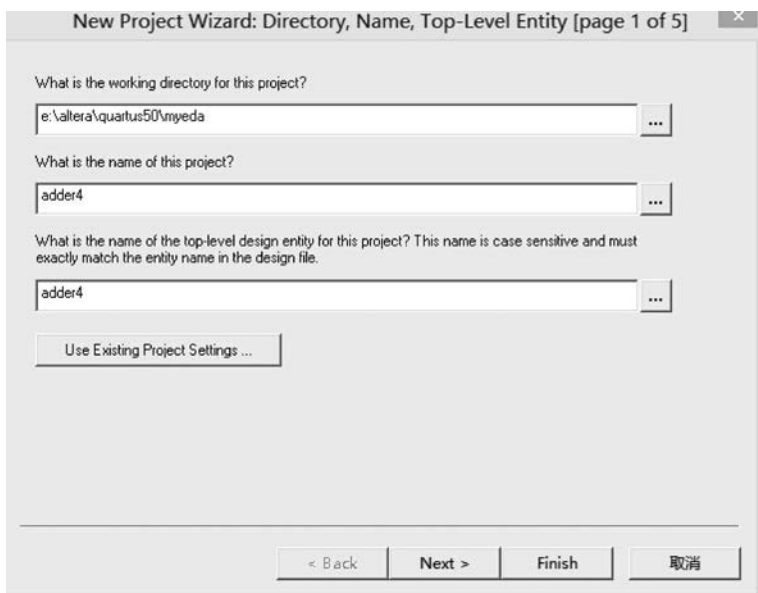 New Project Wizard: Directory, Name, Top-Level Entity [page 1 of 5]
What is the working directory for this project?
e:\altera\quartus50\myeda
...
What is the name of this project?
adder4
...
What is the name of the top-level design entity for this project? This name is case sensitive and must
exactly match the entity name in the design file.
adder4
...
Use Existing Project Settings ...
< Back
Next >
Finish
取消